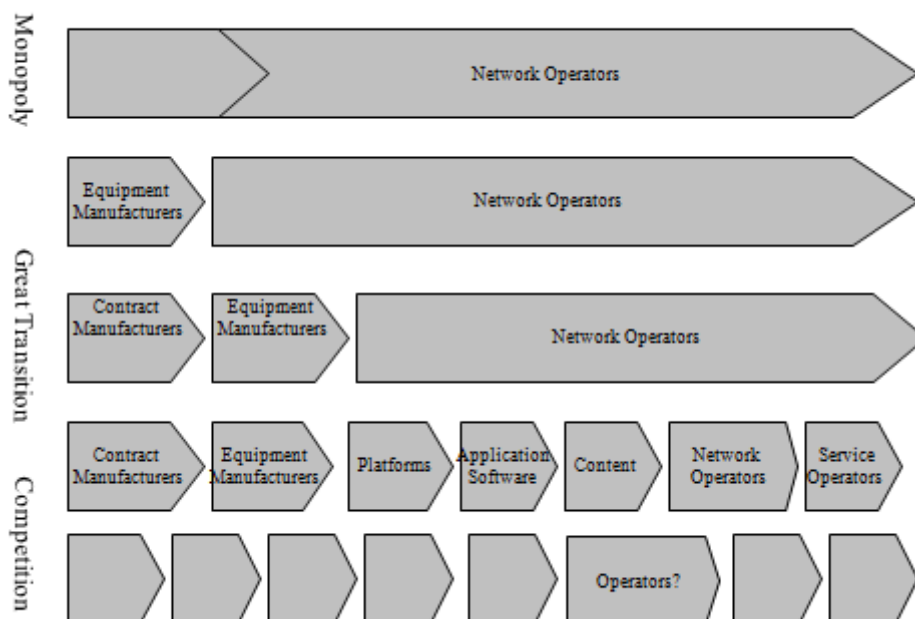 Monopoly
Network Operators
Equipment
Manufacturers
Network Operators
Great Transition
Contract
Manufacturers
Equipment
Manufacturers
Network Operators
Competition
Contract
Manufacturers
Equipment
Manufacturers
Platforms
Application
Software
Content
Network
Operators
Service
Operators
Operators?